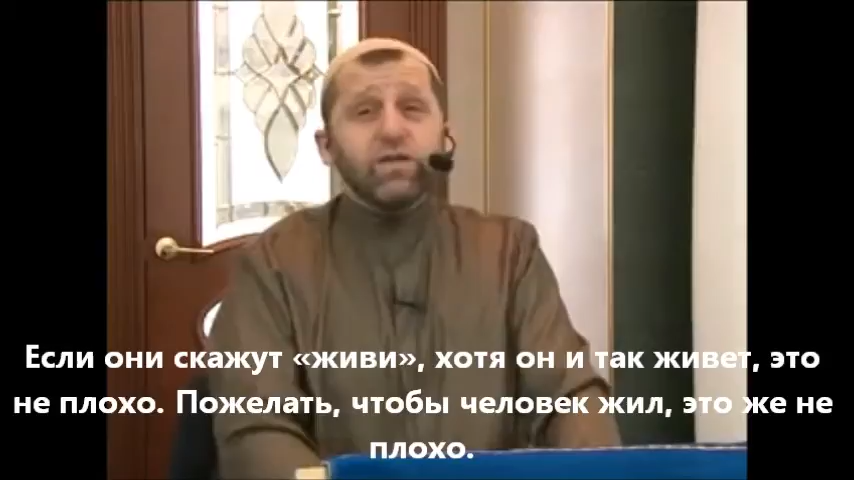 Если они скажут «живи», хотя он и так живет, это
не плохо. Пожелать, чтобы человек жил, это же не
плохо.